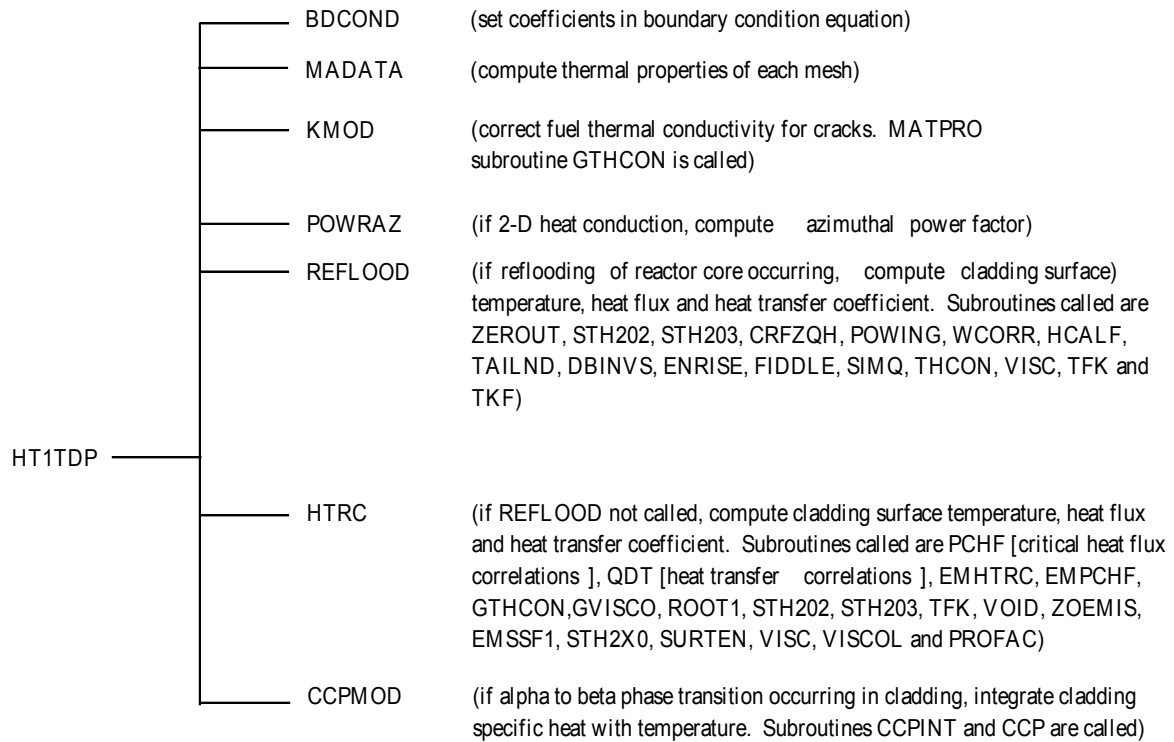 BDCOND (set coefficients in boundary condition equation)
MADATA (compute thermal properties of each mesh)
KMOD (correct fuel thermal conductivity for cracks. MATPRO
subroutine GTHCON is called)
POWRAZ (if 2-D heat conduction, compute azimuthal power factor)
REFLOOD (if reflooding of reactor core occurring, compute cladding surface)
temperature, heat flux and heat transfer coefficient. Subroutines called are
ZEROUT, STH202, STH203, CRFZQH, POWING, WCORR, HCALF,
TAILND, DBINVS, ENRISE, FIDDLE, SIMQ, THCON, VISC, TFK and
TKF)
HT1TDP
HTRC (if REFLOOD not called, compute cladding surface temperature, heat flux
and heat transfer coefficient. Subroutines called are PCHF [critical heat flux
correlations ], QDT [heat transfer correlations ], EMHTRC, EMPCHF,
GTHCON,GVISCO, ROOT1, STH202, STH203, TFK, VOID, ZOEMIS,
EMSSF1, STH2X0, SURTEN, VISC, VISCOL and PROFAC)
CCPMOD (if alpha to beta phase transition occurring in cladding, integrate cladding
specific heat with temperature. Subroutines CCPINT and CCP are called)